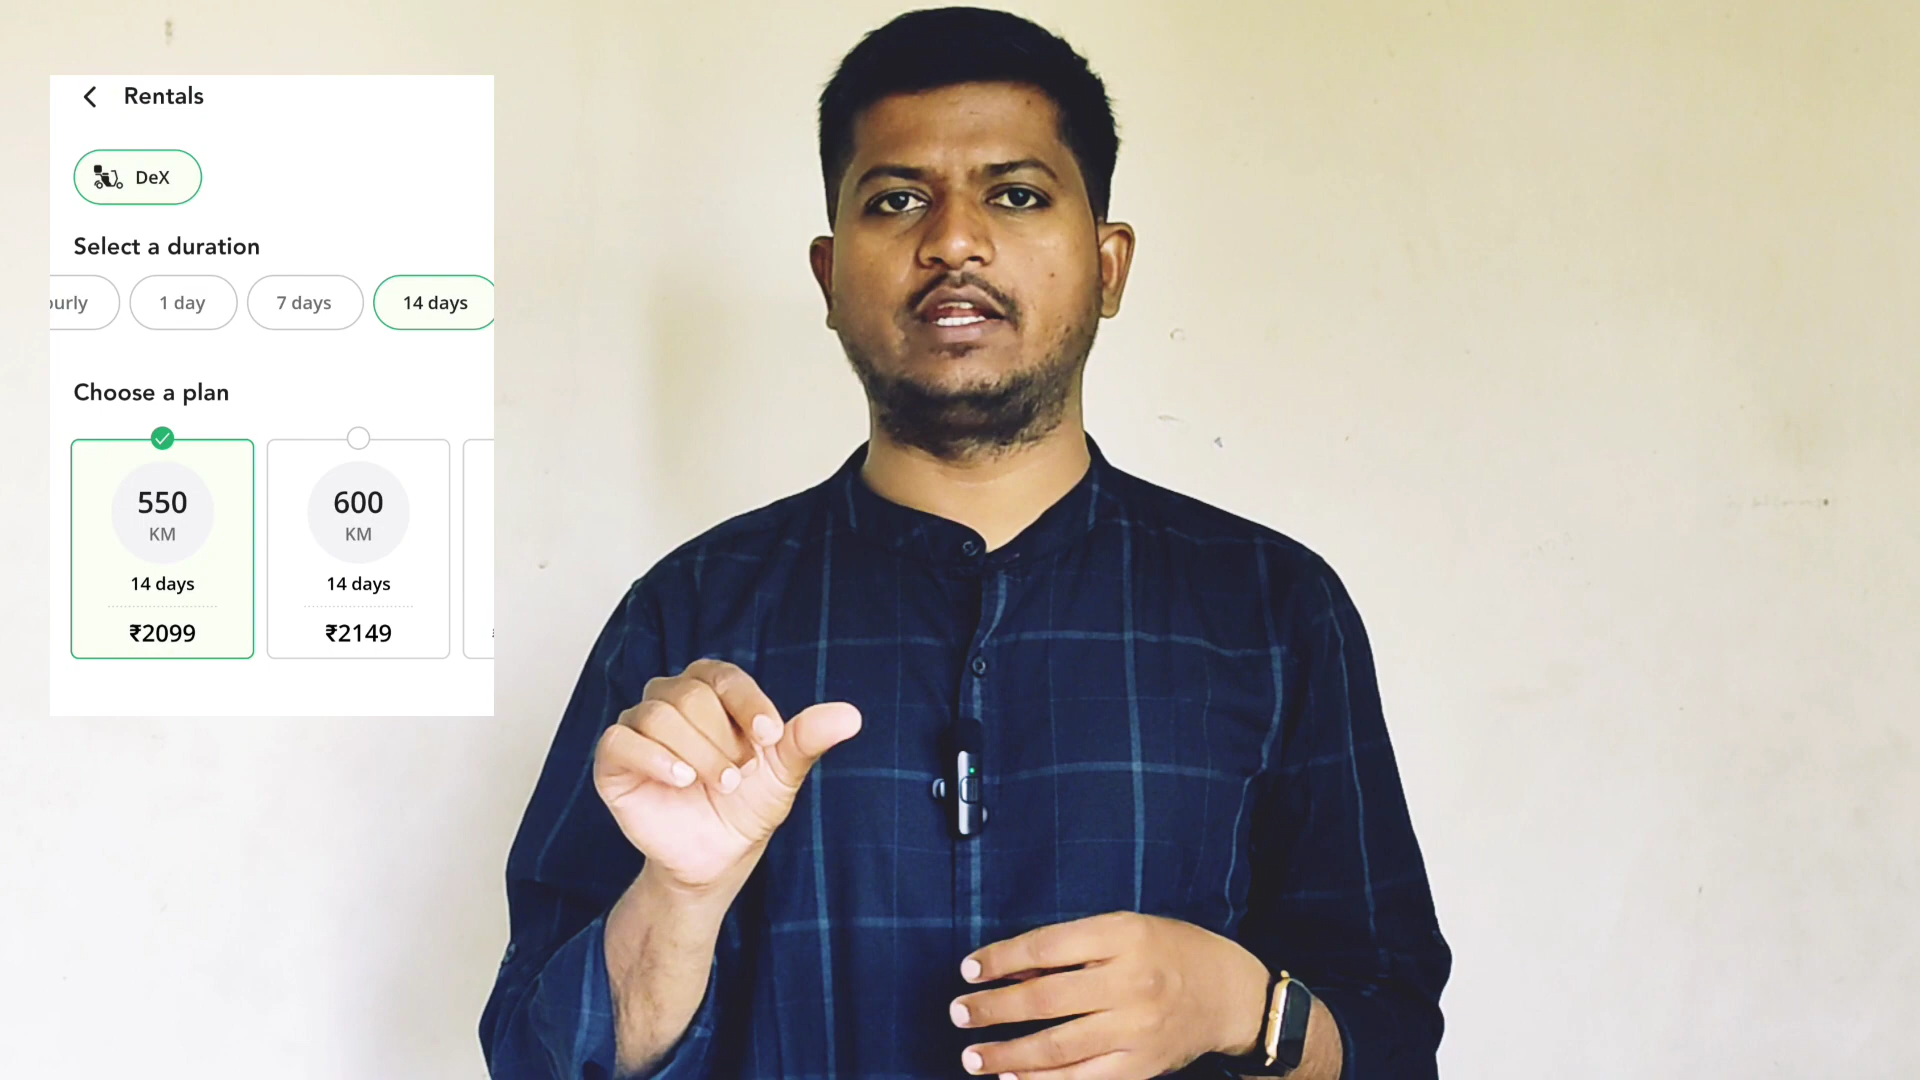 Rentals
DeX
Select a duration
ourly 1 day 7 days 14 days
Choose a plan
550 600
KM KM
14 days 14 days
₹2099 ₹2149